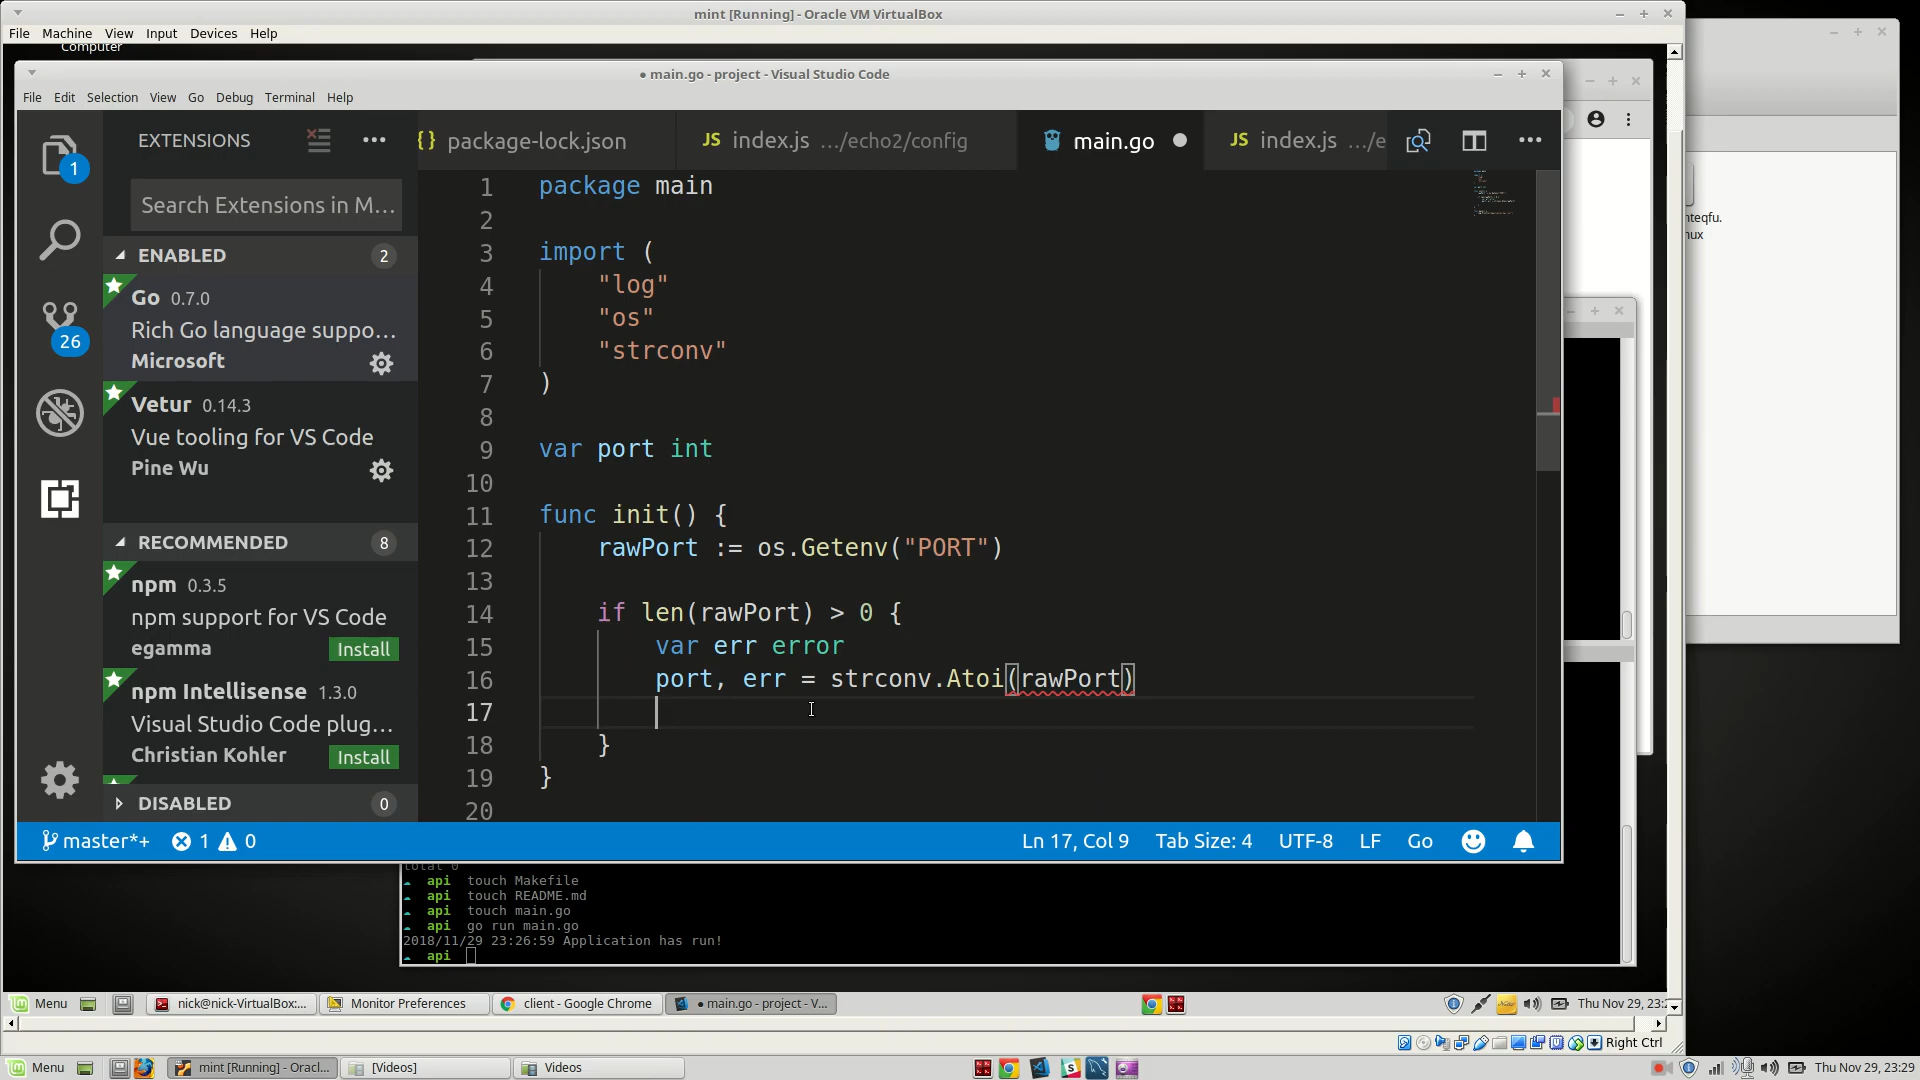 mint [Running] - Oracle VM VirtualBox
File Machine View Input Devices Help
Computer
● main.go - project - Visual Studio Code
File Edit Selection View Go Debug Terminal Help
EXTENSIONS
{} package-lock.json
JS index.js .../echo2/config
main.go
JS index.js .../e
1
Search Extensions in M...
ENABLED 2
Go 0.7.0
Rich Go language suppo...
Microsoft
Vetur 0.14.3
Vue tooling for VS Code
Pine Wu
26
RECOMMENDED 8
npm 0.3.5
npm support for VS Code
egamma Install
npm Intellisense 1.3.0
Visual Studio Code plug...
Christian Kohler Install
DISABLED 0
1 package main
2
3 import (
4 "log"
5 "os"
6 "strconv"
7 )
8
9 var port int
10
11 func init() {
12 rawPort := os.Getenv("PORT")
13
14 if len(rawPort) > 0 {
15 var err error
16 port, err = strconv.Atoi(rawPort)
17
18 }
19 }
20
master*+ 1 0 Ln 17, Col 9 Tab Size: 4 UTF-8 LF Go
nteqfu.
nux
total 0
api touch Makefile
api touch README.md
api touch main.go
api go run main.go
2018/11/29 23:26:59 Application has run!
api
Menu nick@nick-VirtualBox:... Monitor Preferences client - Google Chrome ● main.go - project - V... Thu Nov 29, 23:2
Right Ctrl
Menu mint [Running] - Oracl... [Videos] Videos Thu Nov 29, 23:29